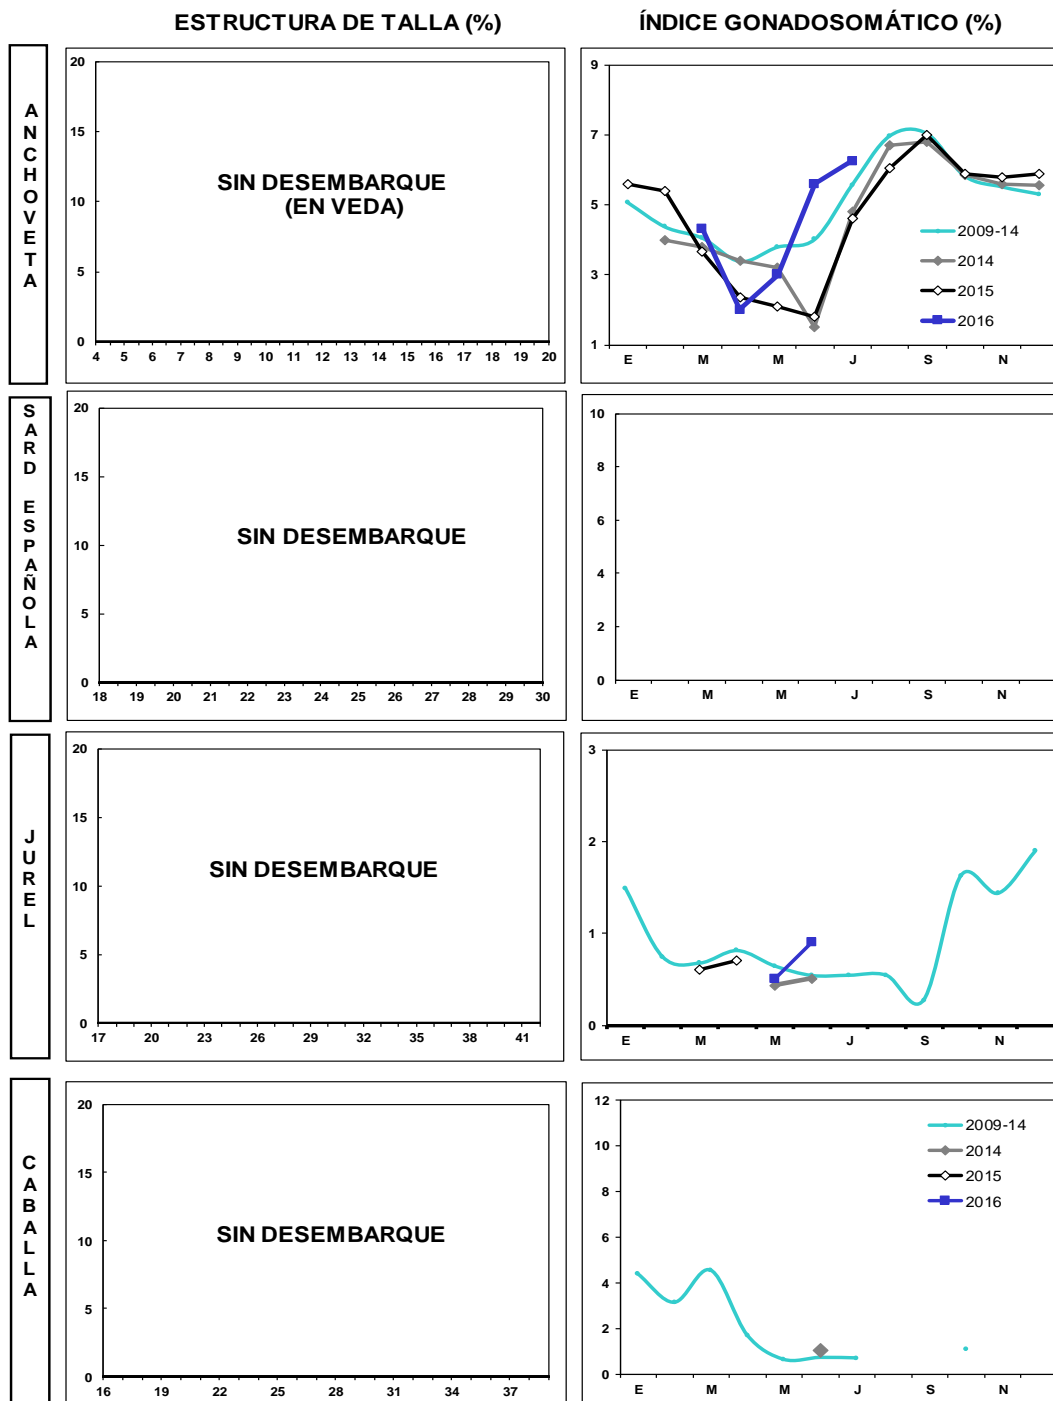 ESTRUCTURA DE TALLA (%)
ÍNDICE GONADOSOMÁTICO (%)
ANCHOVETA
20
15
10
5
0
SIN DESEMBARQUE
(EN VEDA)
4 5 6 7 8 9 10 11 12 13 14 15 16 17 18 19 20
9
7
5
3
1
2009-14
2014
2015
2016
E M M J S N
SARD ESPAÑOLA
20
15
10
5
0
SIN DESEMBARQUE
18 19 20 21 22 23 24 25 26 27 28 29 30
10
8
6
4
2
0
E M M J S N
JUREL
20
15
10
5
0
SIN DESEMBARQUE
17 20 23 26 29 32 35 38 41
3
2
1
0
E M M J S N
CABALLA
20
15
10
5
0
SIN DESEMBARQUE
16 19 22 25 28 31 34 37
12
10
8
6
4
2
0
2009-14
2014
2015
2016
E M M J S N